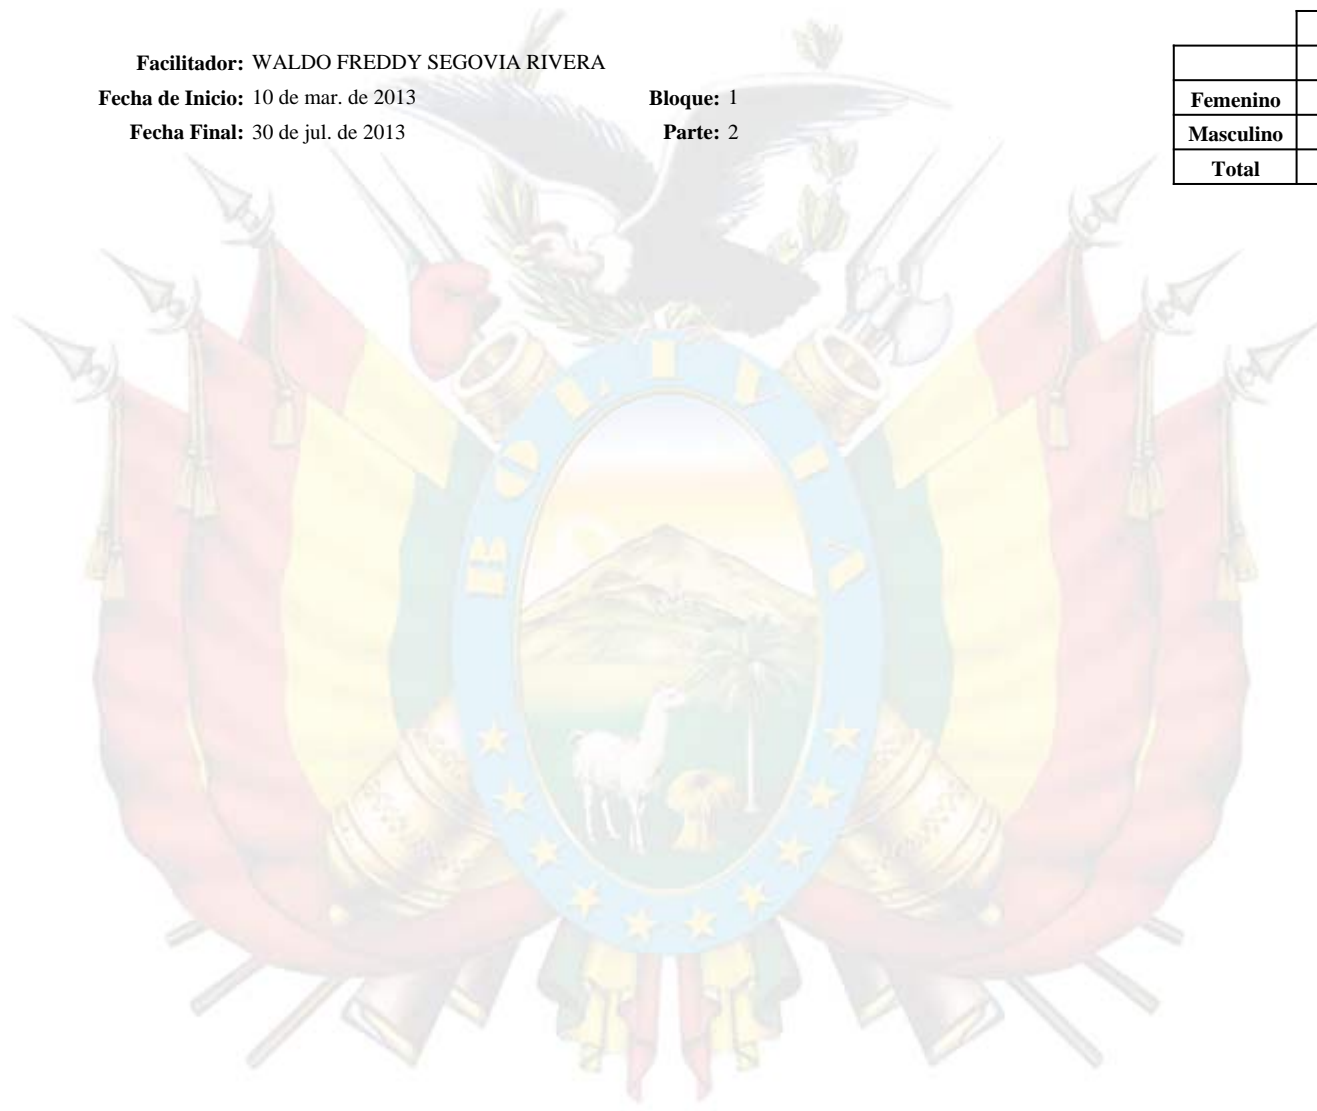 Facilitador: WALDO FREDDY SEGOVIA RIVERA
Fecha de Inicio: 10 de mar. de 2013 Bloque: 1
Fecha Final: 30 de jul. de 2013 Parte: 2
Femenino
Masculino
Total
BOLIVIA